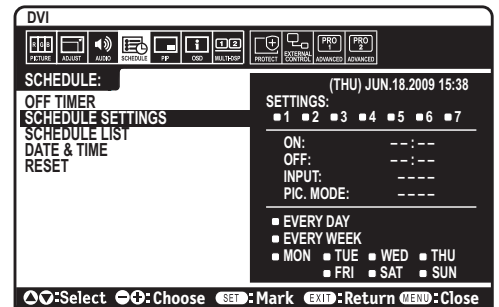 DVI
R G B
PICTURE ADJUST AUDIO SCHEDULE PIP OSD MULTI-DSP PROTECT EXTERNAL CONTROL PRO 1 ADVANCED PRO 2 ADVANCED
SCHEDULE:
OFF TIMER
SCHEDULE SETTINGS
SCHEDULE LIST
DATE & TIME
RESET
(THU) JUN.18.2009 15:38
SETTINGS:
1 2 3 4 5 6 7
ON: --:--
OFF: --:--
INPUT: ----
PIC. MODE: ----
EVERY DAY
EVERY WEEK
MON TUE WED THU
FRI SAT SUN
:Select :Choose SET:Mark EXIT:Return MENU:Close